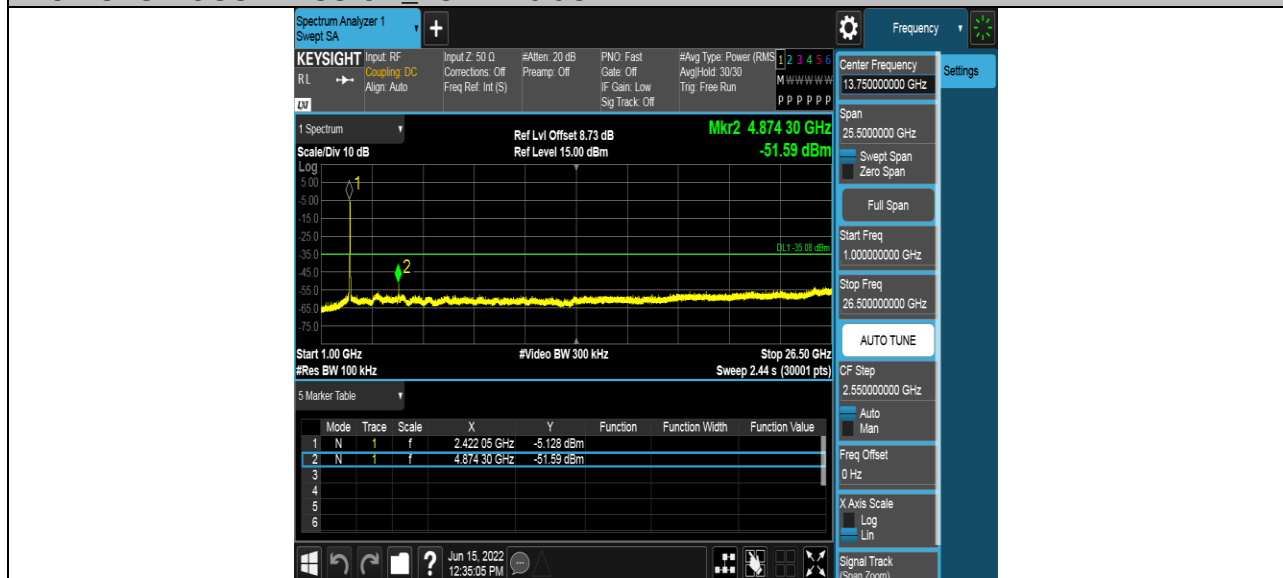 Spectrum Analyzer 1
Swept SA
+
Frequency
KEYSIGHT
RL
LXI
Input: RF
Coupling: DC
Align: Auto
Input Z: 50 Ω
Corrections: Off
Freq Ref: Int (S)
#Atten: 20 dB
Preamp: Off
PNO: Fast
Gate: Off
IF Gain: Low
Sig Track: Off
#Avg Type: Power (RMS
Avg|Hold: 30/30
Trig: Free Run
1 2 3 4 5 6
M W W W W W
P P P P P P
1 Spectrum
Scale/Div 10 dB
Ref Lvl Offset 8.73 dB
Ref Level 15.00 dBm
Mkr2 4.874 30 GHz
-51.59 dBm
Log
5.00
-5.00
-15.0
-25.0
-35.0
-45.0
-55.0
-65.0
-75.0
1
2
DL1 -35.08 dBm
Start 1.00 GHz
#Video BW 300 kHz
Stop 26.50 GHz
#Res BW 100 kHz
Sweep 2.44 s (30001 pts)
5 Marker Table
Mode Trace Scale X Y Function Function Width Function Value
1 N 1 f 2.422 05 GHz -5.128 dBm
2 N 1 f 4.874 30 GHz -51.59 dBm
3
4
5
6
?
Jun 15, 2022
12:35:05 PM
Center Frequency
13.750000000 GHz
Settings
Span
25.5000000 GHz
Swept Span
Zero Span
Full Span
Start Freq
1.000000000 GHz
Stop Freq
26.500000000 GHz
AUTO TUNE
CF Step
2.550000000 GHz
Auto
Man
Freq Offset
0 Hz
X Axis Scale
Log
Lin
Signal Track
(Span Zoom)